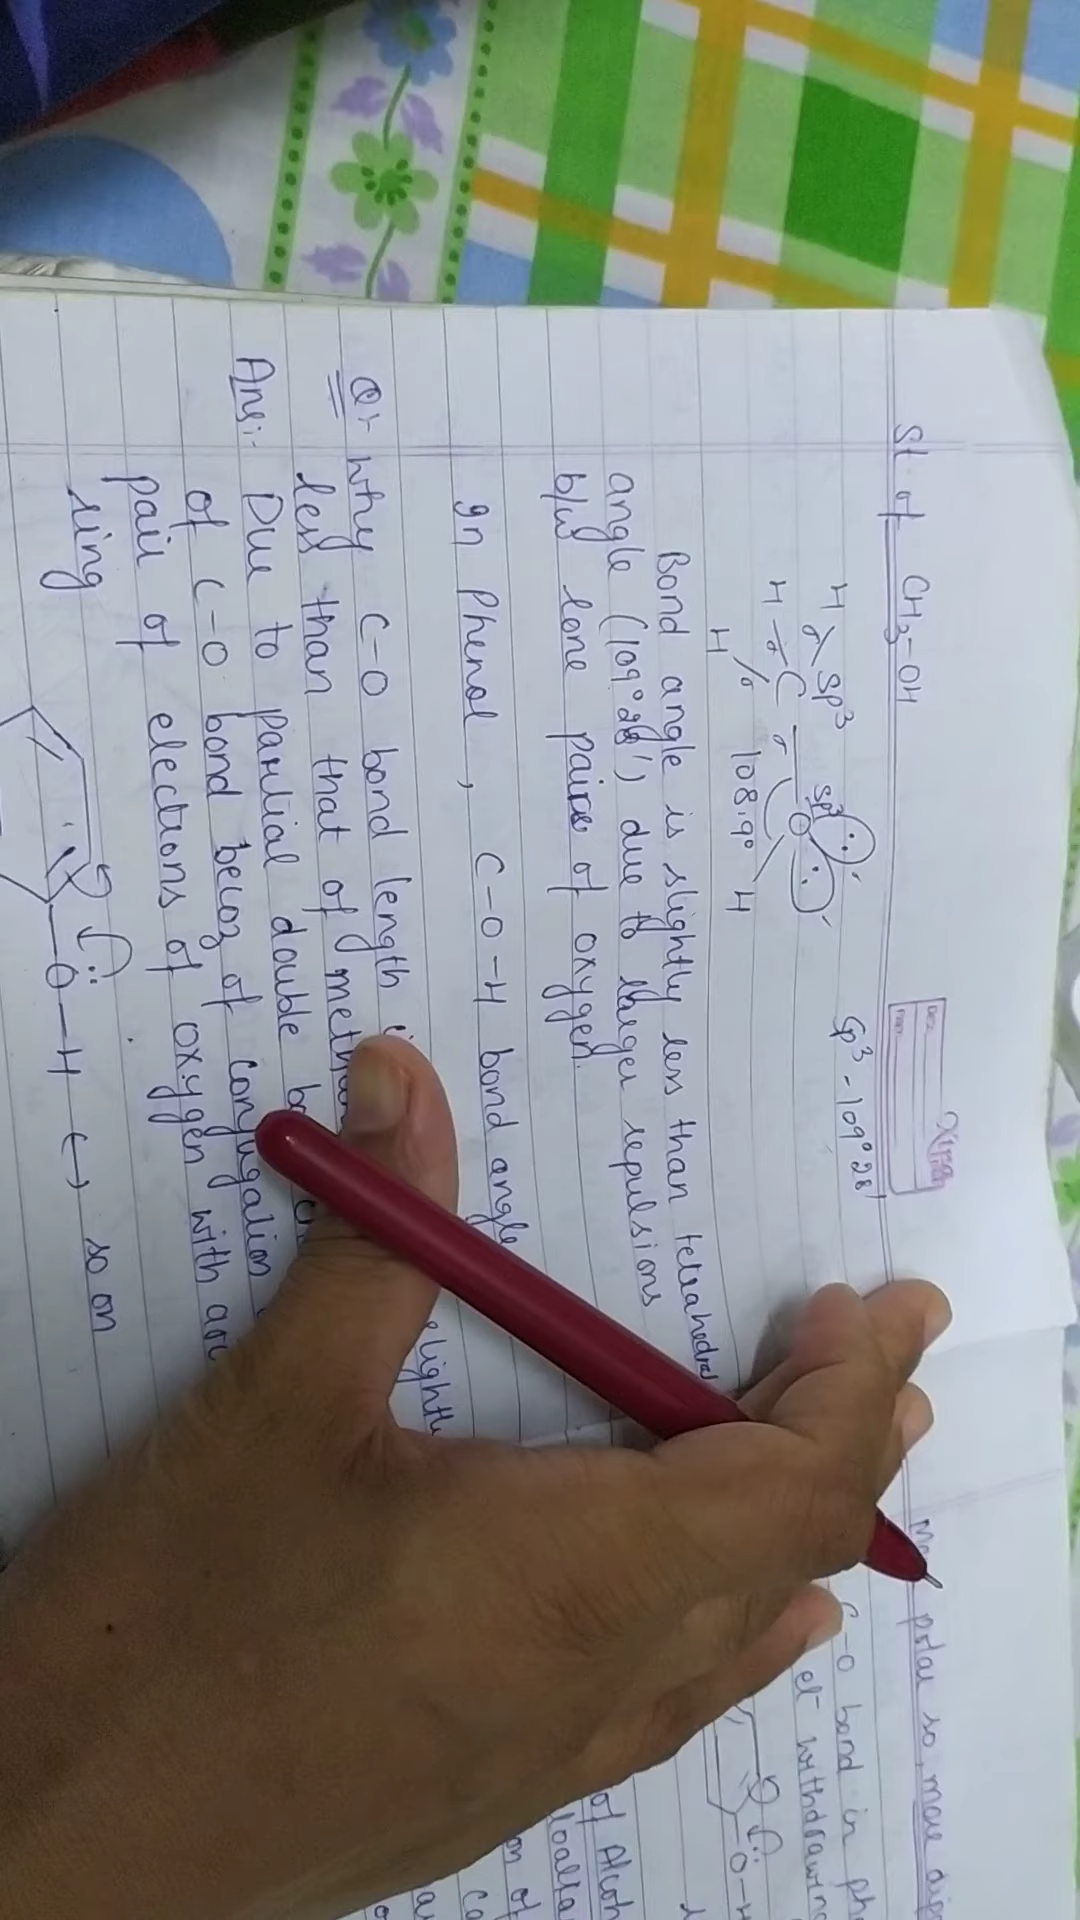 Xtra
St. of CH3-OH
sp3 - 109°28'
H sp3 sp3
H C O
H 108.9° H
Bond angle is slightly less than tetrahedral
angle (109°28') due to larger repulsions
b/w lone pairs of oxygen.
In Phenol, C-O-H bond angle
slightly
Q:- Why C-O bond length is
less than that of
Ans:- Due to partial double
of C-O bond becoz of conjugation
pair of electrons of oxygen with
ring
O-H ↔ so on
polar so, more
C-O bond in
withdrawing
O-H
of